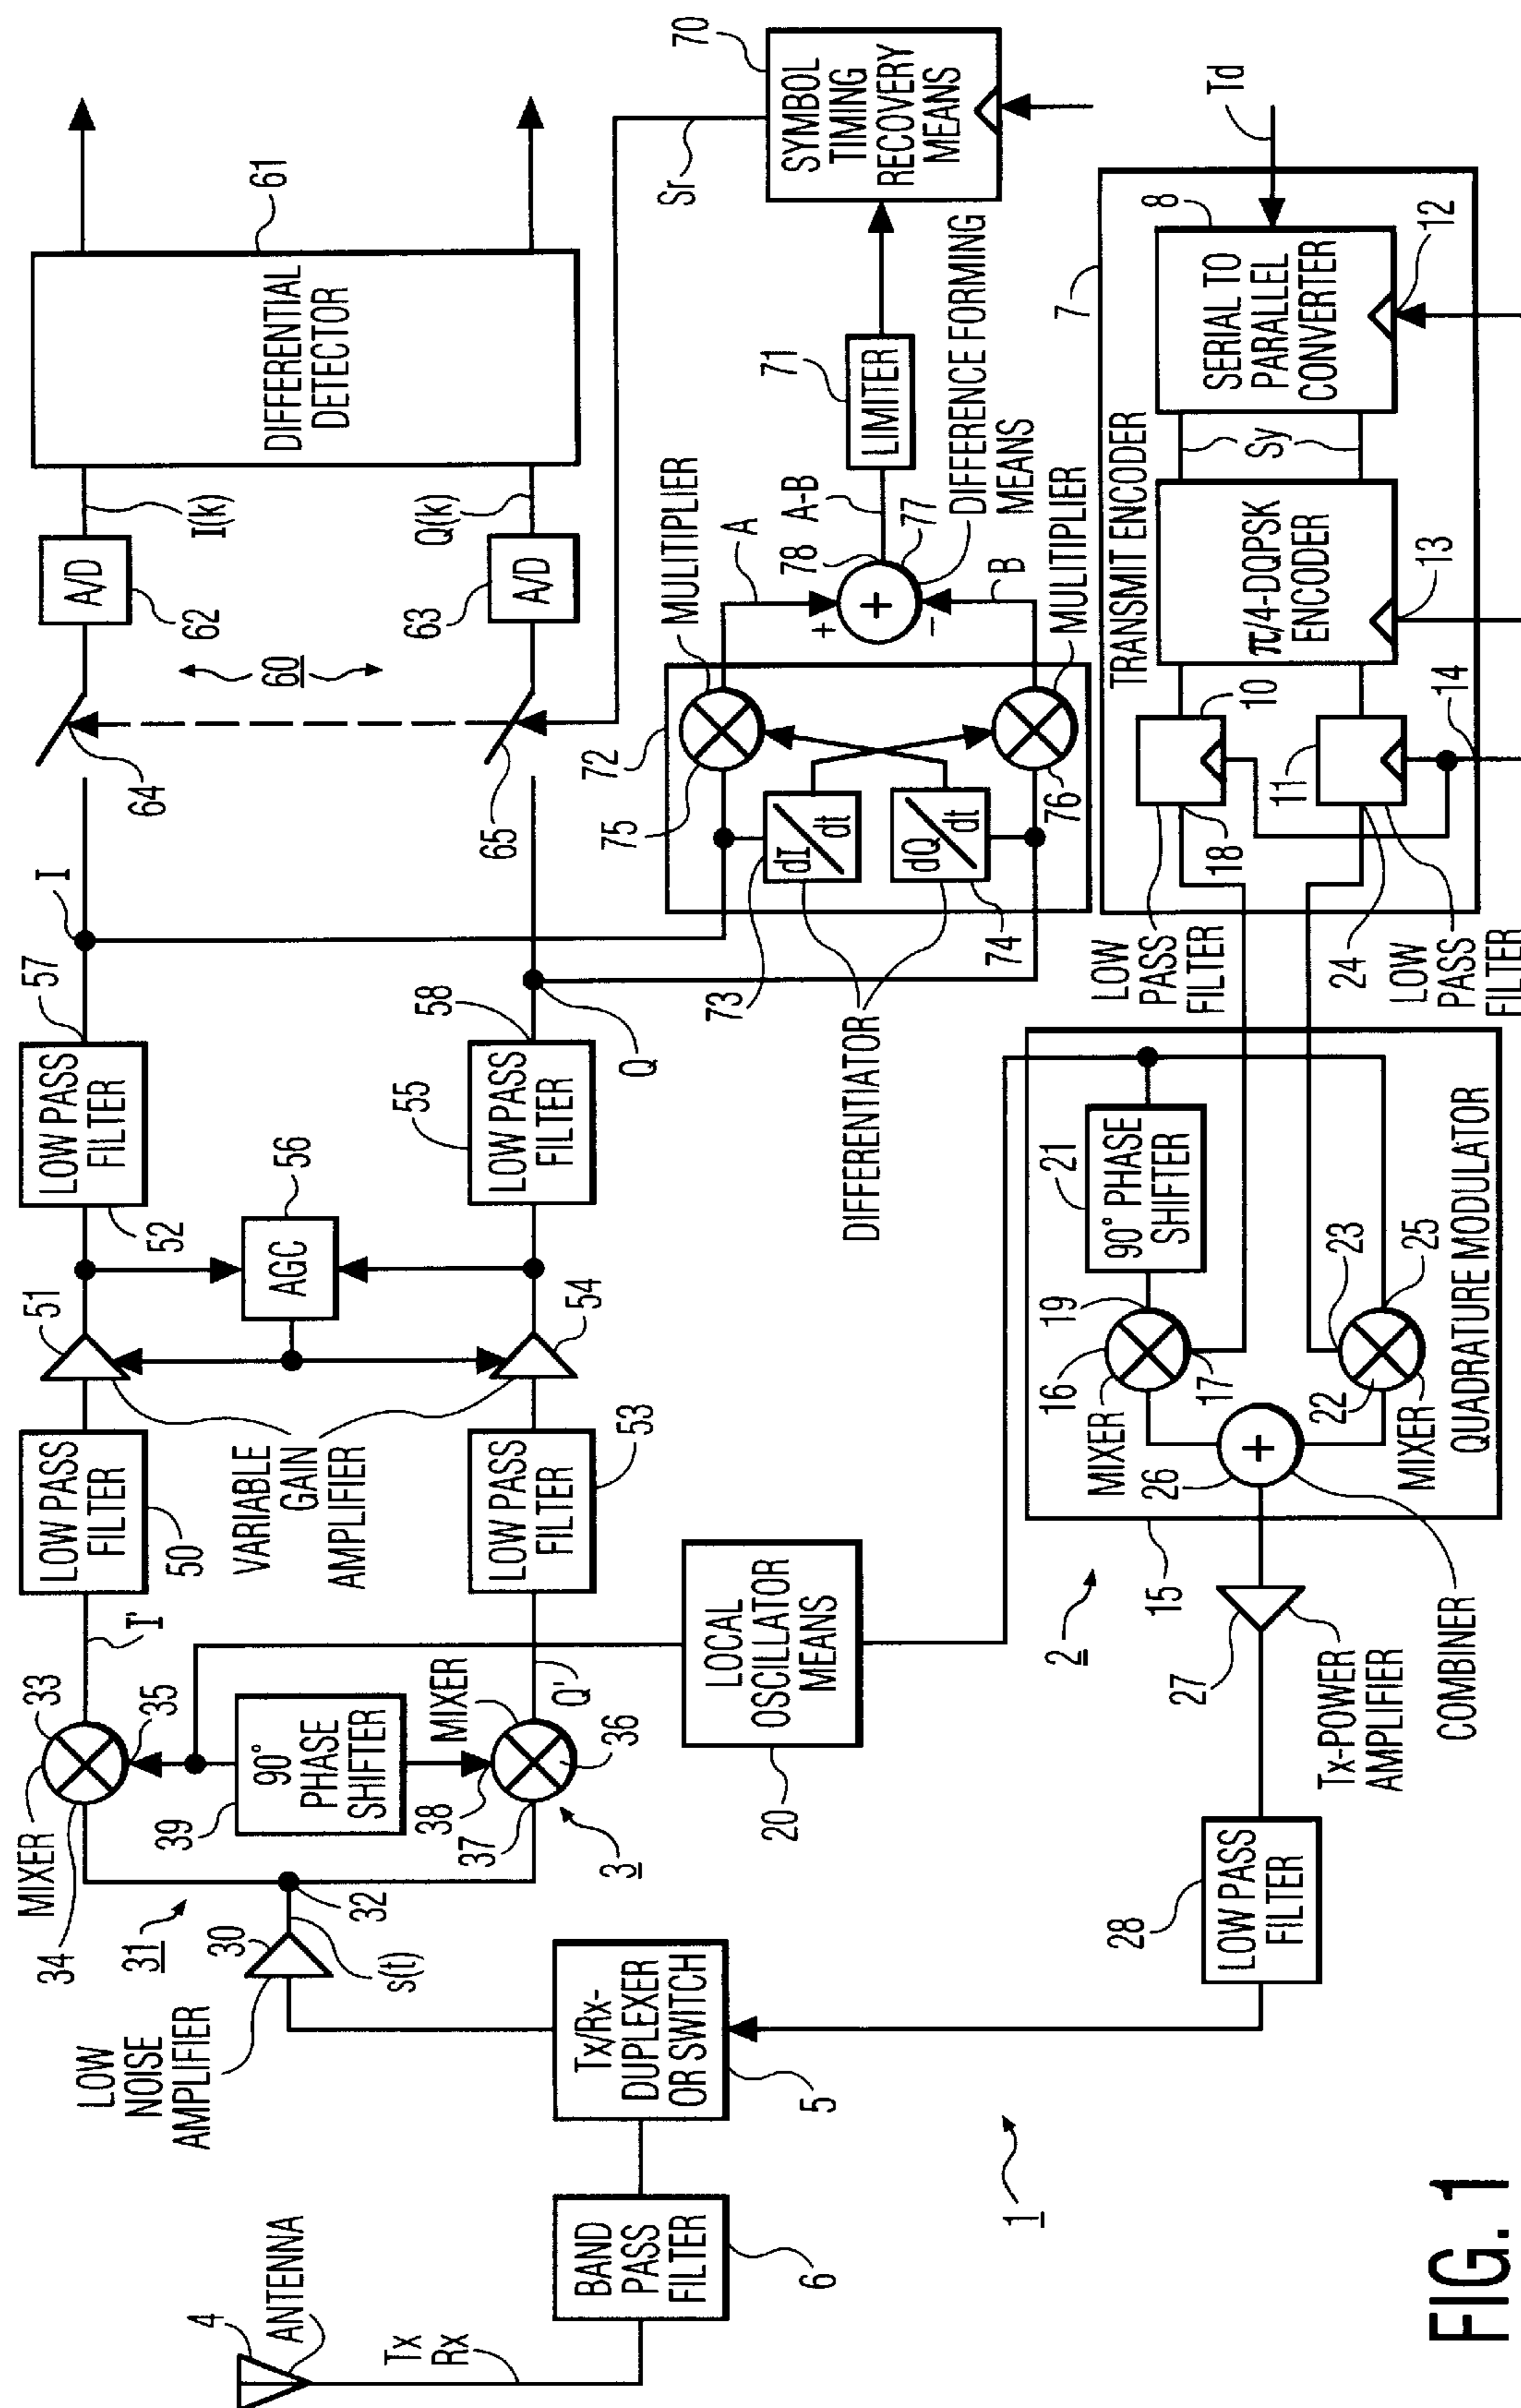 4
ANTENNA
Tx
Rx
BAND
PASS
FILTER
6
1
Tx/Rx-
DUPLEXER
OR SWITCH
5
LOW
NOISE
AMPLIFIER
30
s(t)
31
32
MIXER
34
33
35
90°
PHASE
SHIFTER
39
38
37
MIXER
36
3
I'
Q'
LOW PASS
FILTER
50
LOW PASS
FILTER
53
VARIABLE
GAIN
AMPLIFIER
51
54
AGC
56
LOW PASS
FILTER
52
57
LOW PASS
FILTER
55
58
I
Q
64
65
60
A/D
62
A/D
63
I(k)
Q(k)
DIFFERENTIAL
DETECTOR
61
Sr
SYMBOL
TIMING
RECOVERY
MEANS
70
LIMITER
71
72
75
MULITIPLIER
A
dI
dt
73
dQ
dt
74
DIFFERENTIATOR
76
MULTIPLIER
B
+
+
−
78
A-B
77
DIFFERENCE FORMING
MEANS
LOCAL
OSCILLATOR
MEANS
20
LOW PASS
FILTER
28
27
Tx-POWER
AMPLIFIER
2
15
COMBINER
26
+
MIXER
16
17
19
21
90° PHASE
SHIFTER
MIXER
22
23
25
QUADRATURE MODULATOR
LOW
PASS
FILTER
18
10
24
LOW
PASS
FILTER
11
14
TRANSMIT ENCODER
7
π/4-DQPSK
ENCODER
13
Sy
SERIAL TO
PARALLEL
CONVERTER
8
12
Td
FIG. 1